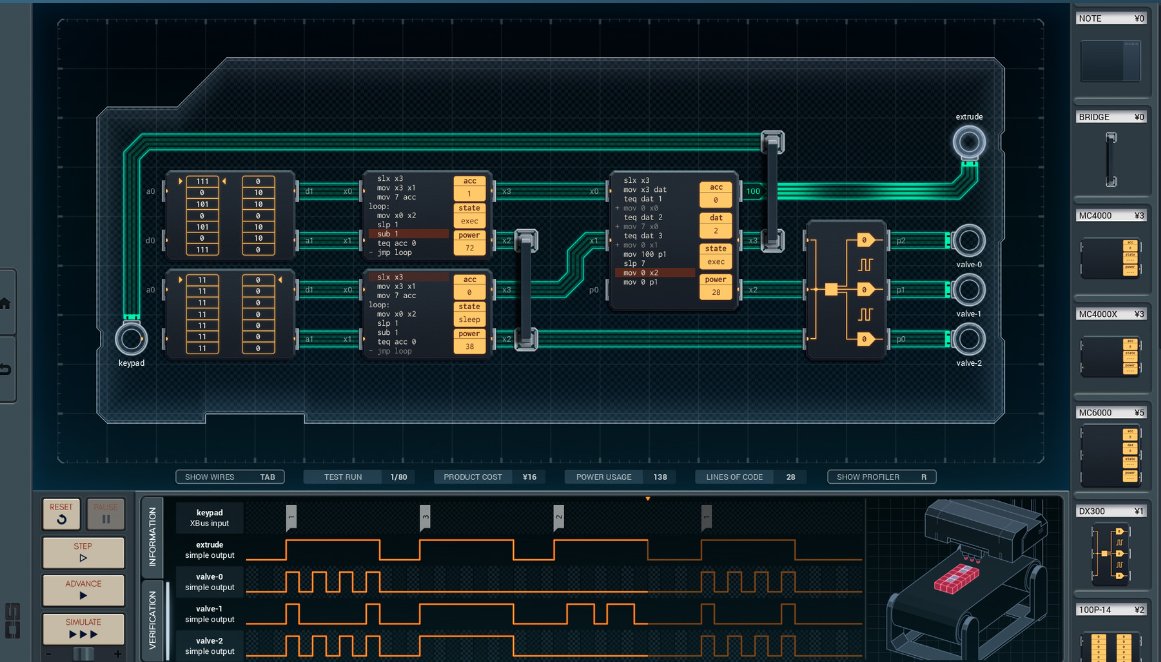 NOTE ¥0
BRIDGE ¥0
MC4000 ¥3
MC4000X ¥3
MC6000 ¥5
DX300 ¥1
100P-14 ¥2
extrude
valve-0
valve-1
valve-2
keypad
a0
d0
a0
111 0
0 10
101 10
0 0
101 10
0 10
111 0
11 0
11 0
11 0
11 0
11 0
11 0
11 0
d1 x0
a1 x1
d1 x0
a1 x1
slx x3
mov x3 x1
mov 7 acc
loop:
mov x0 x2
slp 1
sub 1
teq acc 0
- jmp loop
acc
1
state
exec
power
72
x3
x2
slx x3
mov x3 x1
mov 7 acc
loop:
mov x0 x2
slp 1
sub 1
teq acc 0
- jmp loop
acc
0
state
sleep
power
38
x3
x2
x0
x1
p0
slx x3
mov x3 dat
teq dat 1
+ mov 0 x0
teq dat 2
+ mov 7 x0
teq dat 3
+ mov 0 x1
mov 100 p1
slp 7
mov 0 x2
mov 0 p1
acc
0
dat
2
state
exec
power
28
100
x3
x2
0
0
0
p2
p1
p0
SHOW WIRES TAB
TEST RUN 1/80
PRODUCT COST ¥16
POWER USAGE 138
LINES OF CODE 28
SHOW PROFILER R
RESET
PAUSE
STEP
ADVANCE
SIMULATE
- +
INFORMATION
VERIFICATION
keypad
XBus input
1
3
2
1
extrude
simple output
valve-0
simple output
valve-1
simple output
valve-2
simple output